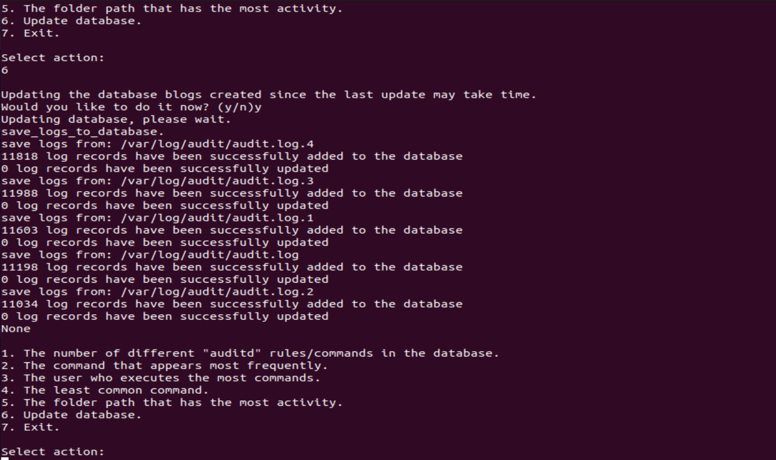 5. The folder path that has the most activity.
6. Update database.
7. Exit.
Select action:
6
Updating the database blogs created since the last update may take time.
Would you like to do it now? (y/n)y
Updating database, please wait.
save_logs_to_database.
save logs from: /var/log/audit/audit.log.4
11818 log records have been successfully added to the database
0 log records have been successfully updated
save logs from: /var/log/audit/audit.log.3
11988 log records have been successfully added to the database
0 log records have been successfully updated
save logs from: /var/log/audit/audit.log.1
11603 log records have been successfully added to the database
0 log records have been successfully updated
save logs from: /var/log/audit/audit.log
11198 log records have been successfully added to the database
0 log records have been successfully updated
save logs from: /var/log/audit/audit.log.2
11034 log records have been successfully added to the database
0 log records have been successfully updated
None
1. The number of different "auditd" rules/commands in the database.
2. The command that appears most frequently.
3. The user who executes the most commands.
4. The least common command.
5. The folder path that has the most activity.
6. Update database.
7. Exit.
Select action: